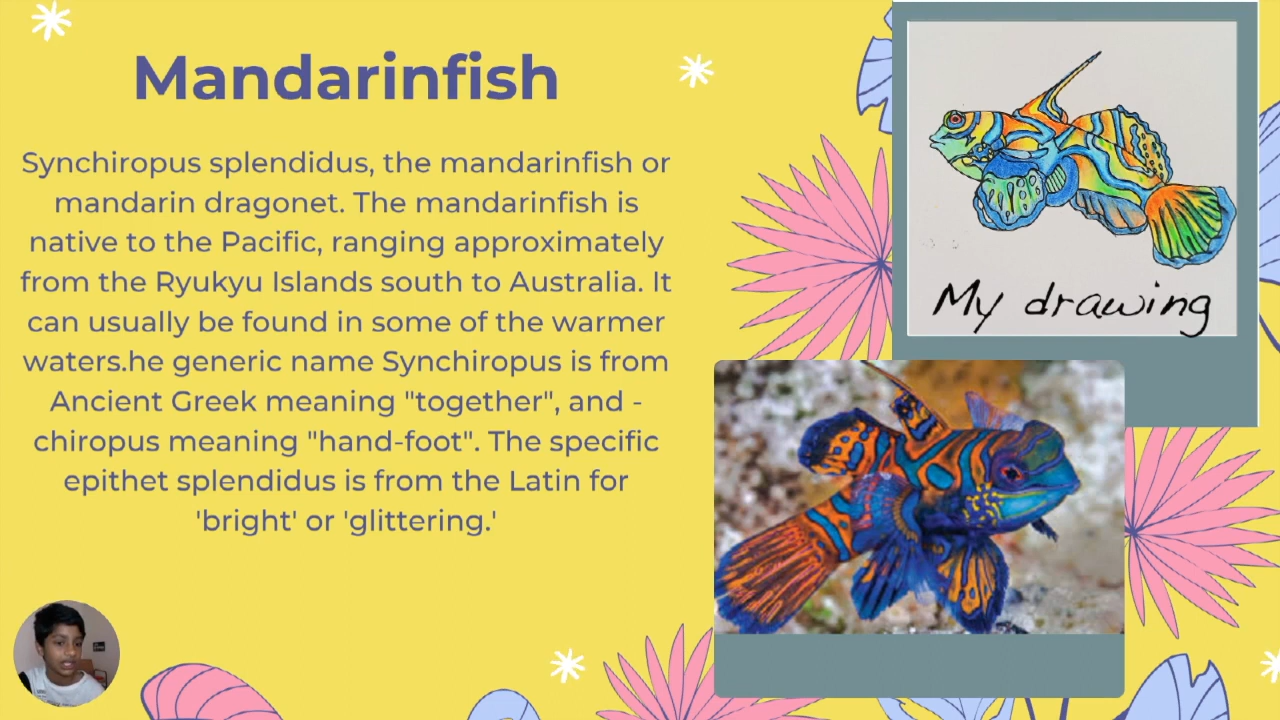 Mandarinfish
Synchiropus splendidus, the mandarinfish or
mandarin dragonet. The mandarinfish is
native to the Pacific, ranging approximately
from the Ryukyu Islands south to Australia. It
can usually be found in some of the warmer
waters.he generic name Synchiropus is from
Ancient Greek meaning "together", and -
chiropus meaning "hand-foot". The specific
epithet splendidus is from the Latin for
'bright' or 'glittering.'
My drawing